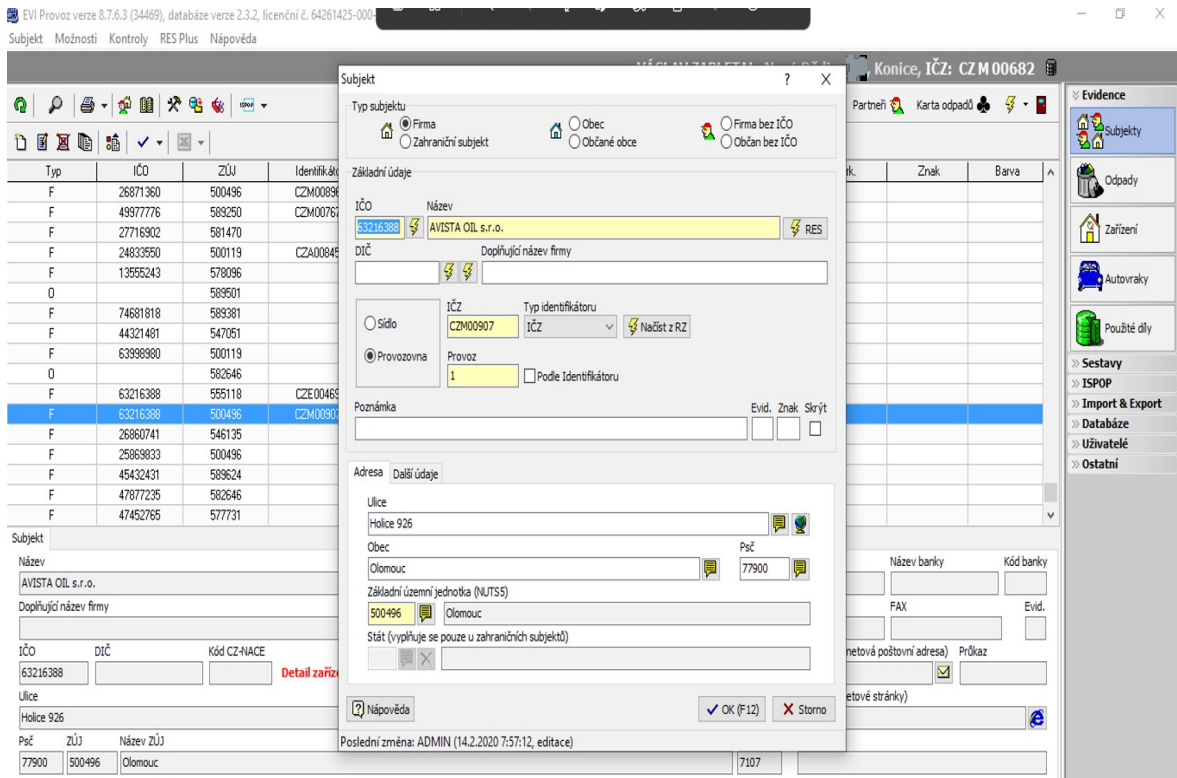 EVI Provoz verze 8.7.6.3 (34469), databáze verze 2.3.2, licenční č. 64261425-000-
Subjekt Možnosti Kontroly RES Plus Nápověda
, Konice, IČZ: CZM00682
Partneři Karta odpadů
Typ IČO ZÚJ Znak Barva
F 26871360 500496
F 49977776 589250
F 27716902 581470
F 24833550 500119
F 13555243 578096
O 589501
F 74681818 589381
F 44321481 547051
F 63998980 500119
O 582646
F 63216388 555118
F 63216388 500496
F 26860741 546135
F 25869833 500496
F 45432431 589624
F 47877235 582646
F 47452765 577731
Subjekt ? X
Typ subjektu
Firma Obec Firma bez IČO
Zahraniční subjekt Občané obce Občan bez IČO
Základní údaje
IČO Název
63216388 AVISTA OIL s.r.o. RES
DIČ Doplňující název firmy
IČZ Typ identifikátoru
Sídlo CZM00907 IČZ Načíst z RZ
Provozovna Provoz
1 Podle Identifikátoru
Poznámka Evid. Znak Skrýt
Adresa Další údaje
Ulice
Holice 926
Obec Psč
Olomouc 77900
Základní územní jednotka (NUTS5)
500496 Olomouc
Stát (vyplňuje se pouze u zahraničních subjektů)
Nápověda OK (F12) Storno
Poslední změna: ADMIN (14.2.2020 7:57:12, editace)
Evidence
Subjekty
Odpady
Zařízení
Autovraky
Použité díly
Sestavy
ISPOP
Import & Export
Databáze
Uživatelé
Ostatní
Subjekt
Název Název banky Kód banky
AVISTA OIL s.r.o.
Doplňující název firmy FAX Evid.
IČO DIČ Kód CZ-NACE netová poštovní adresa) Průkaz
63216388 Detail
Ulice etové stránky)
Holice 926
Psč ZÚJ Název ZÚJ
77900 500496 Olomouc 7107